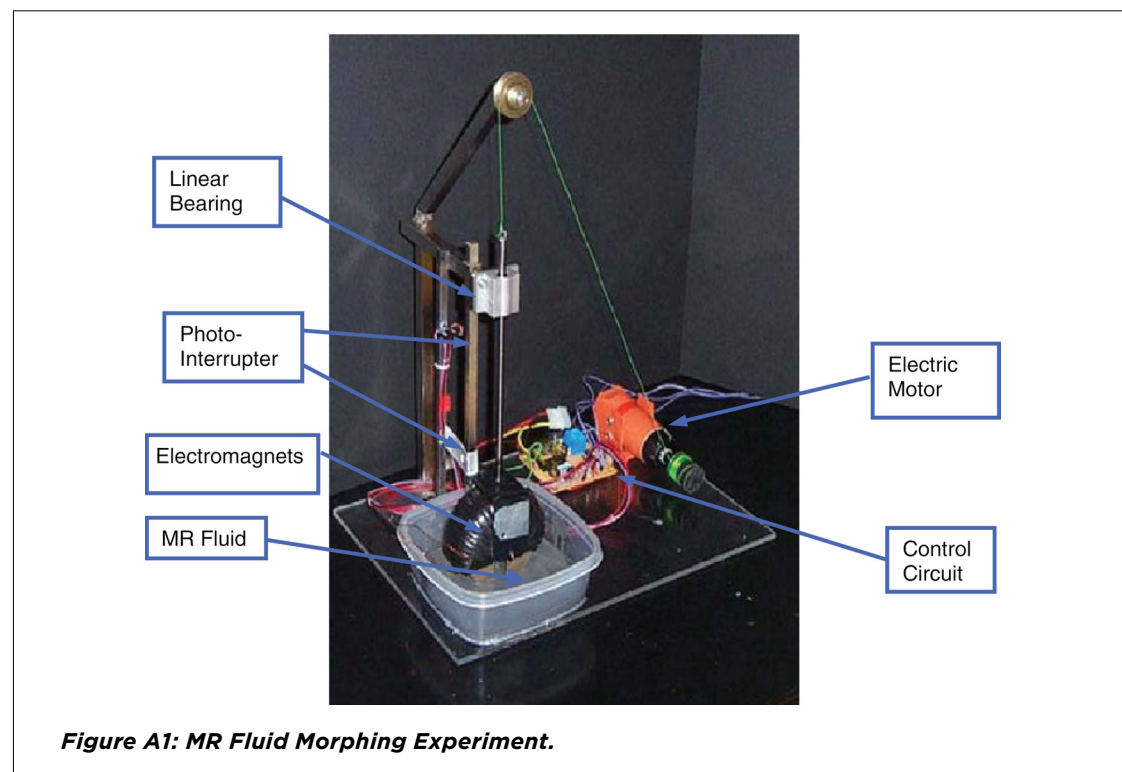 Linear
Bearing
Photo-
Interrupter
Electromagnets
MR Fluid
Electric
Motor
Control
Circuit
Figure A1: MR Fluid Morphing Experiment.